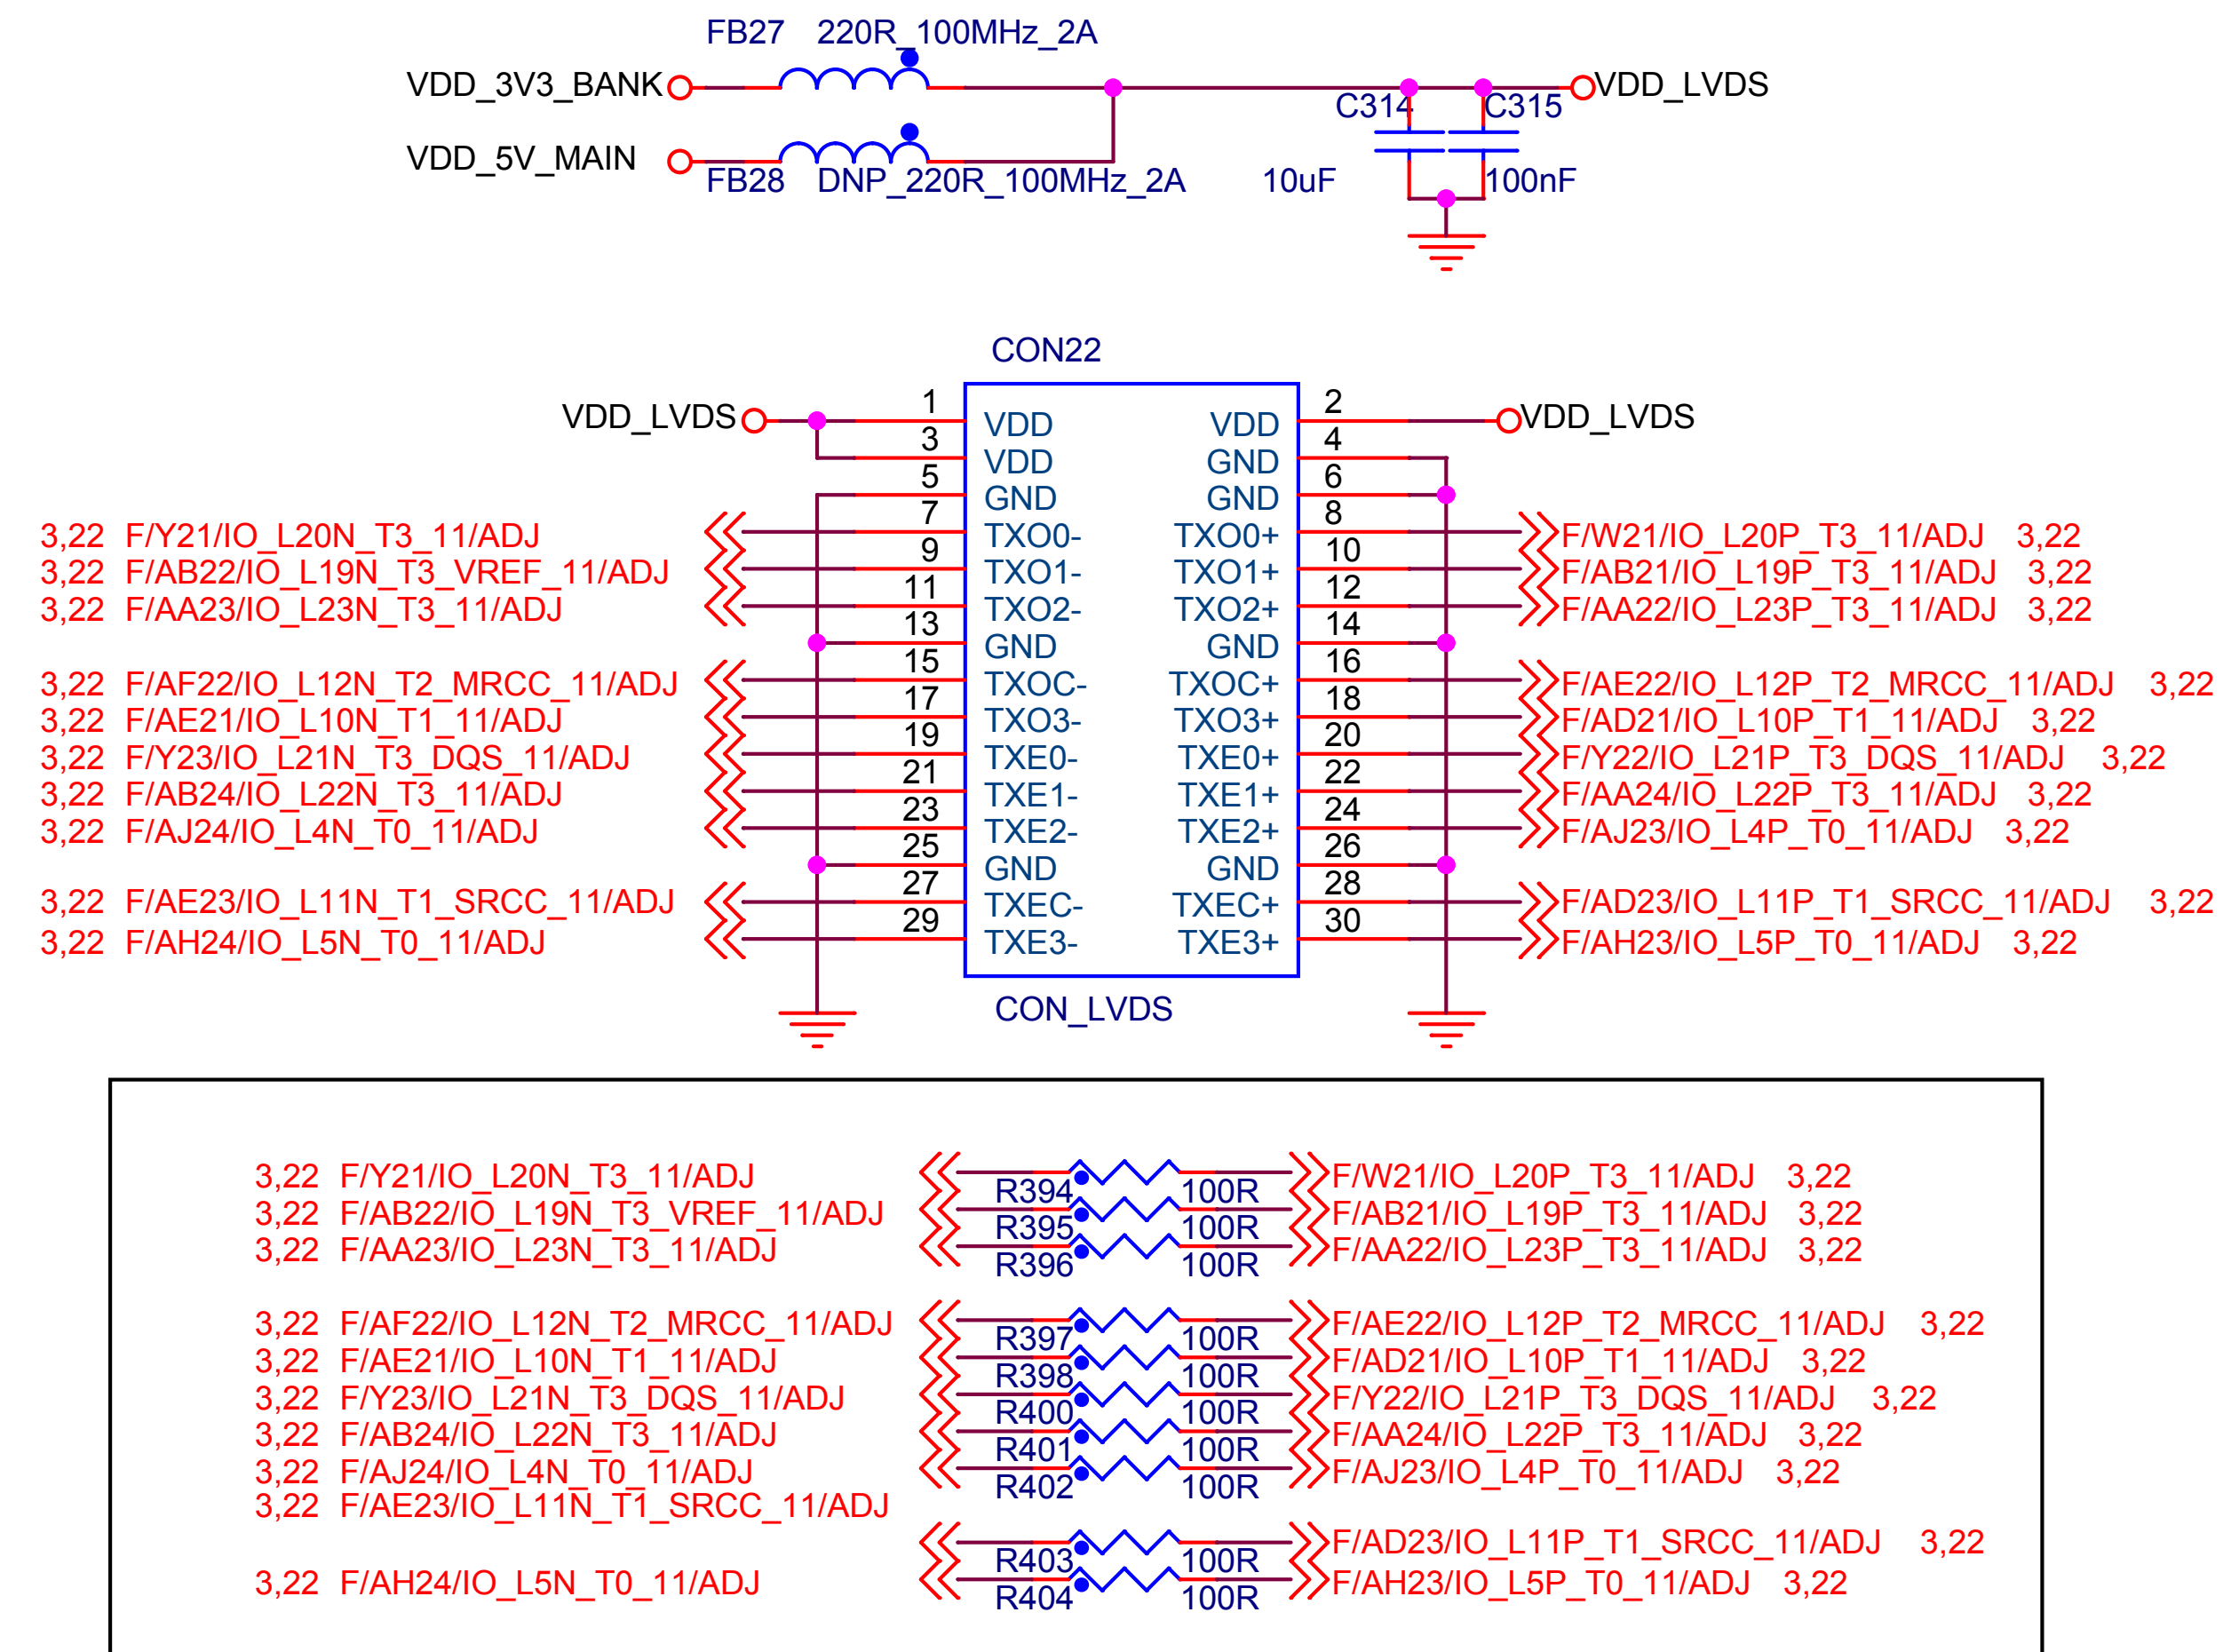 FB27 220R_100MHz_2A
VDD_3V3_BANK VDD_LVDS
C314 C315
VDD_5V_MAIN
FB28 DNP_220R_100MHz_2A 10uF 100nF
CON22
1 2
VDD_LVDS VDD VDD VDD_LVDS
3 4
VDD GND
5 6
GND GND
7 8
3,22 F/Y21/IO_L20N_T3_11/ADJ TXO0- TXO0+ F/W21/IO_L20P_T3_11/ADJ 3,22
9 10
3,22 F/AB22/IO_L19N_T3_VREF_11/ADJ TXO1- TXO1+ F/AB21/IO_L19P_T3_11/ADJ 3,22
11 12
3,22 F/AA23/IO_L23N_T3_11/ADJ TXO2- TXO2+ F/AA22/IO_L23P_T3_11/ADJ 3,22
13 14
GND GND
15 16
3,22 F/AF22/IO_L12N_T2_MRCC_11/ADJ TXOC- TXOC+ F/AE22/IO_L12P_T2_MRCC_11/ADJ 3,22
17 18
3,22 F/AE21/IO_L10N_T1_11/ADJ TXO3- TXO3+ F/AD21/IO_L10P_T1_11/ADJ 3,22
19 20
3,22 F/Y23/IO_L21N_T3_DQS_11/ADJ TXE0- TXE0+ F/Y22/IO_L21P_T3_DQS_11/ADJ 3,22
21 22
3,22 F/AB24/IO_L22N_T3_11/ADJ TXE1- TXE1+ F/AA24/IO_L22P_T3_11/ADJ 3,22
23 24
3,22 F/AJ24/IO_L4N_T0_11/ADJ TXE2- TXE2+ F/AJ23/IO_L4P_T0_11/ADJ 3,22
25 26
GND GND
27 28
3,22 F/AE23/IO_L11N_T1_SRCC_11/ADJ TXEC- TXEC+ F/AD23/IO_L11P_T1_SRCC_11/ADJ 3,22
29 30
3,22 F/AH24/IO_L5N_T0_11/ADJ TXE3- TXE3+ F/AH23/IO_L5P_T0_11/ADJ 3,22
CON_LVDS
3,22 F/Y21/IO_L20N_T3_11/ADJ F/W21/IO_L20P_T3_11/ADJ 3,22
R394 100R
3,22 F/AB22/IO_L19N_T3_VREF_11/ADJ F/AB21/IO_L19P_T3_11/ADJ 3,22
R395 100R
3,22 F/AA23/IO_L23N_T3_11/ADJ F/AA22/IO_L23P_T3_11/ADJ 3,22
R396 100R
3,22 F/AF22/IO_L12N_T2_MRCC_11/ADJ F/AE22/IO_L12P_T2_MRCC_11/ADJ 3,22
R397 100R
3,22 F/AE21/IO_L10N_T1_11/ADJ F/AD21/IO_L10P_T1_11/ADJ 3,22
R398 100R
3,22 F/Y23/IO_L21N_T3_DQS_11/ADJ F/Y22/IO_L21P_T3_DQS_11/ADJ 3,22
R400 100R
3,22 F/AB24/IO_L22N_T3_11/ADJ F/AA24/IO_L22P_T3_11/ADJ 3,22
R401 100R
3,22 F/AJ24/IO_L4N_T0_11/ADJ F/AJ23/IO_L4P_T0_11/ADJ 3,22
R402 100R
3,22 F/AE23/IO_L11N_T1_SRCC_11/ADJ
F/AD23/IO_L11P_T1_SRCC_11/ADJ 3,22
R403 100R
3,22 F/AH24/IO_L5N_T0_11/ADJ F/AH23/IO_L5P_T0_11/ADJ 3,22
R404 100R